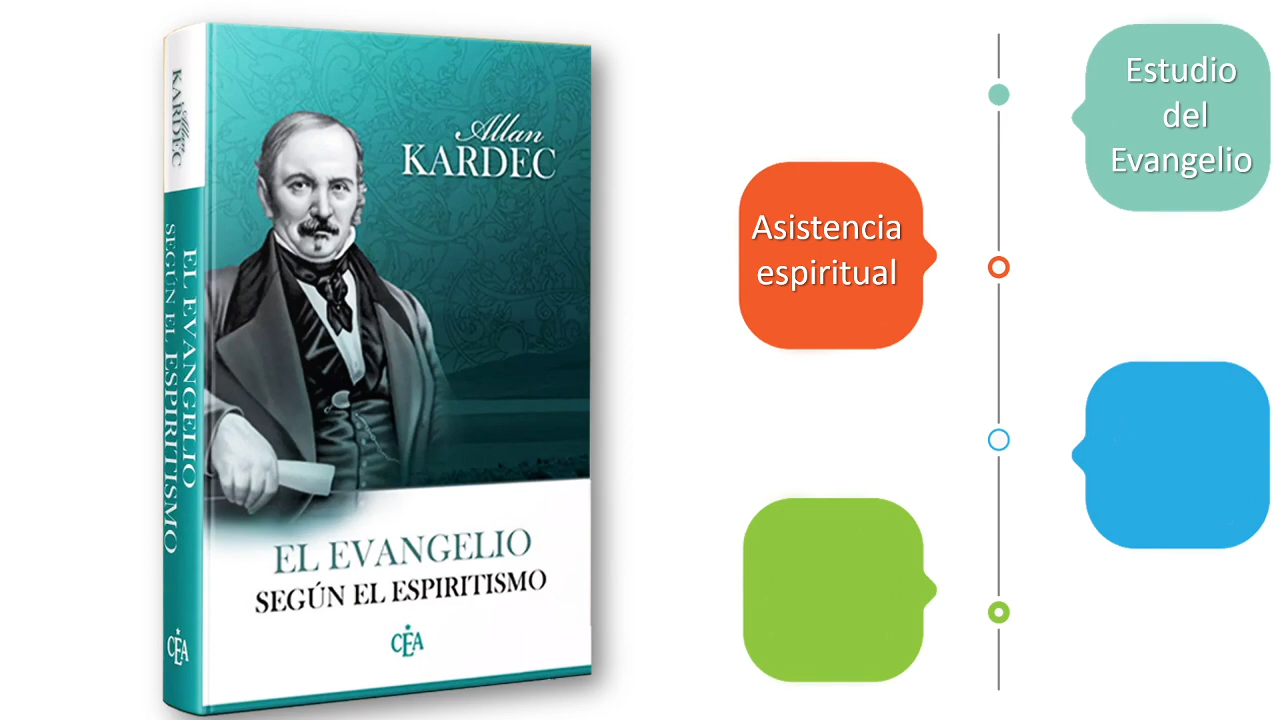 Allan
KARDEC
EL EVANGELIO
SEGÚN EL ESPIRITISMO
CEA
Allan
KARDEC
EL EVANGELIO
SEGÚN EL ESPIRITISMO
CEA
Estudio
del
Evangelio
Asistencia
espiritual